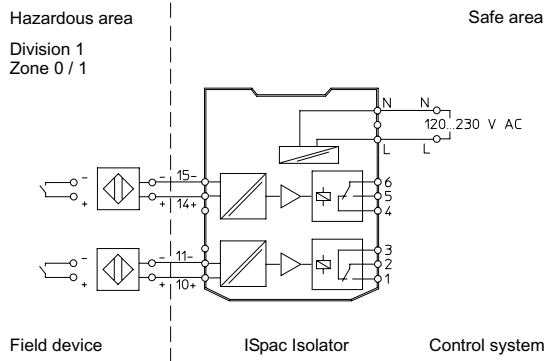 Hazardous area
Safe area
Division 1
Zone 0 / 1
N N
120...230 V AC
L L
- - 15-
+ + 14+
6
5
4
- - 11-
+ + 10+
3
2
1
Field device
ISpac Isolator
Control system